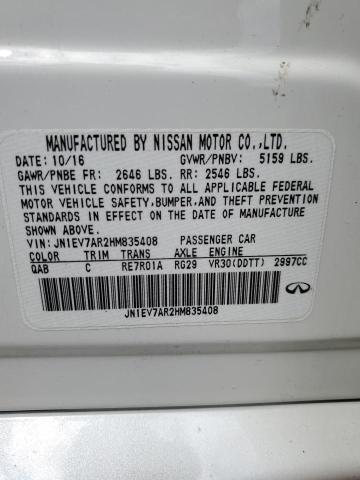 MANUFACTURED BY NISSAN MOTOR CO.,LTD.
DATE: 10/16 GVWR/PNBV: 5159 LBS.
GAWR/PNBE FR: 2646 LBS. RR: 2546 LBS.
THIS VEHICLE CONFORMS TO ALL APPLICABLE FEDERAL
MOTOR VEHICLE SAFETY,BUMPER,AND THEFT PREVENTION
STANDARDS IN EFFECT ON THE DATE OF MANUFACTURE
SHOWN ABOVE.
VIN: JN1EV7AR2HM835408 PASSENGER CAR
COLOR TRIM TRANS AXLE ENGINE
QAB C RE7R01A RG29 VR30(DDTT) 2997CC
JN1EV7AR2HM835408
INFINITI